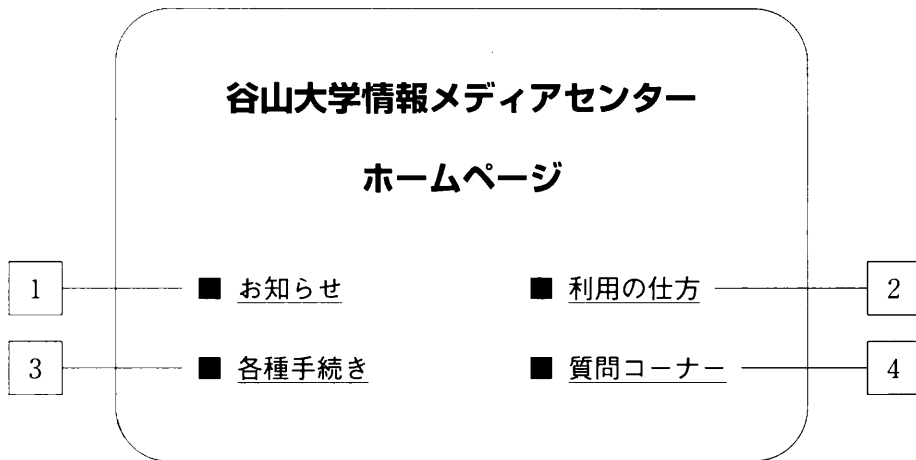 谷山大学情報メディアセンター
ホームページ
1 ■ お知らせ ■ 利用の仕方 2
3 ■ 各種手続き ■ 質問コーナー 4